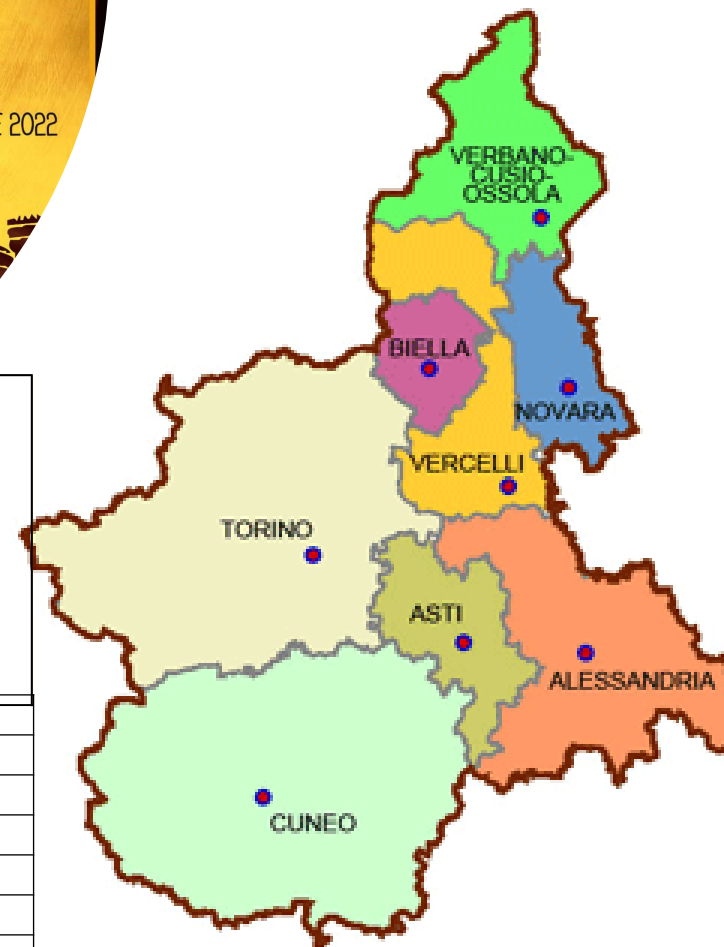 2022
VERBANO-
CUSIO-
OSSOLA
BIELLA
NOVARA
VERCELLI
TORINO
ASTI
ALESSANDRIA
CUNEO